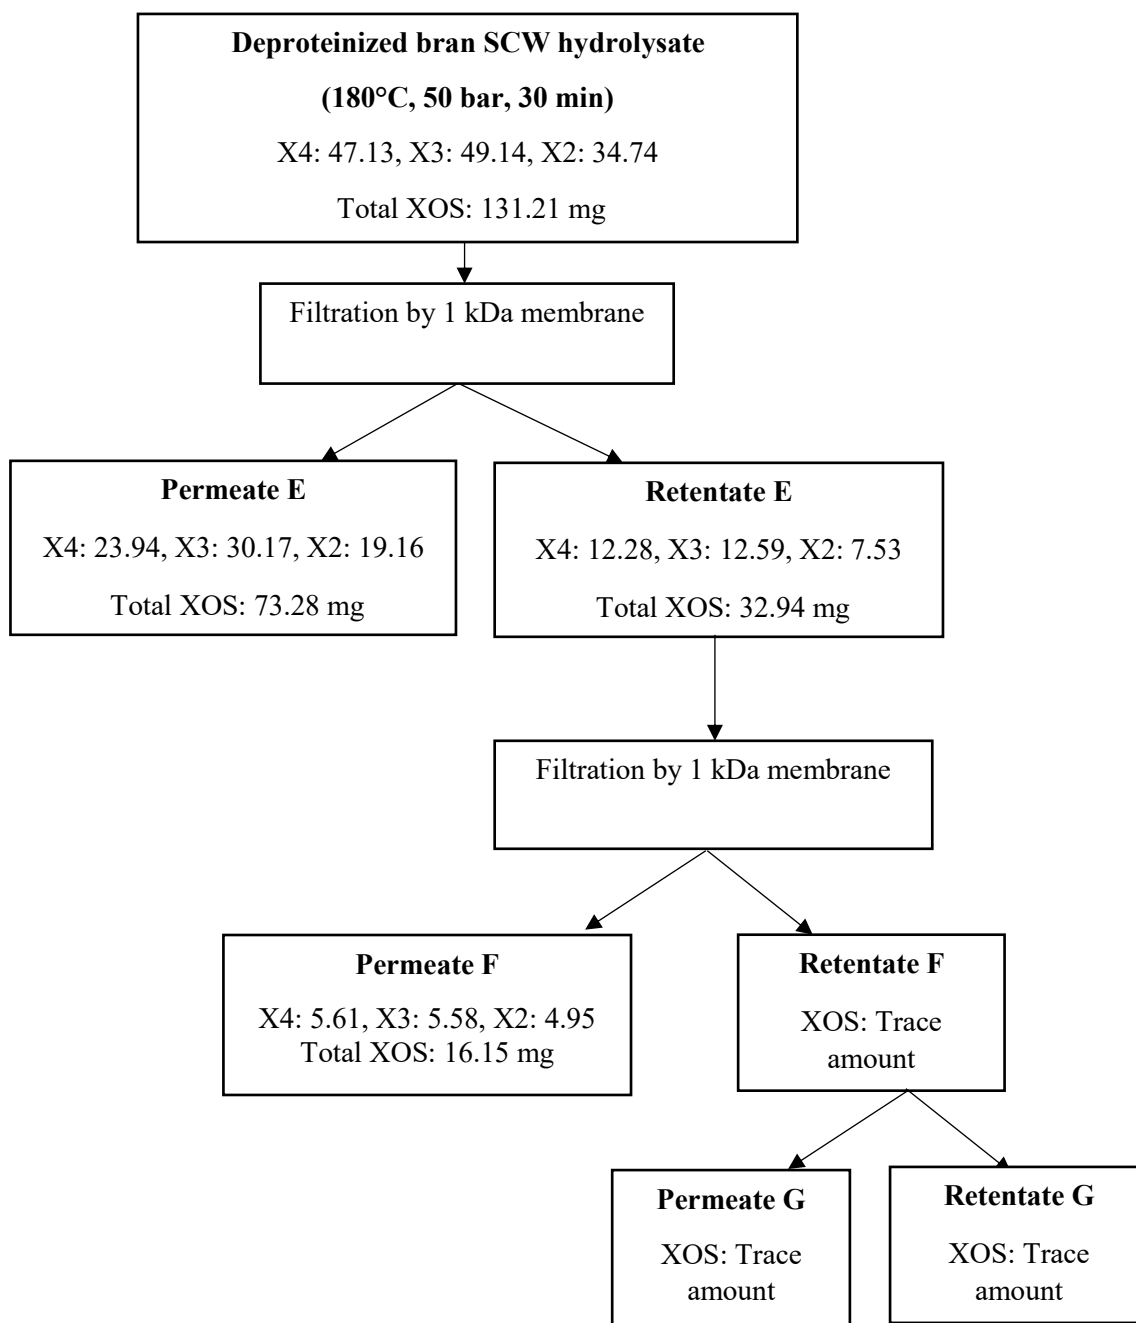 Deproteinized bran SCW hydrolysate
(180°C, 50 bar, 30 min)
X4: 47.13, X3: 49.14, X2: 34.74
Total XOS: 131.21 mg
Filtration by 1 kDa membrane
Permeate E
X4: 23.94, X3: 30.17, X2: 19.16
Total XOS: 73.28 mg
Retentate E
X4: 12.28, X3: 12.59, X2: 7.53
Total XOS: 32.94 mg
Filtration by 1 kDa membrane
Permeate F
X4: 5.61, X3: 5.58, X2: 4.95
Total XOS: 16.15 mg
Retentate F
XOS: Trace
amount
Permeate G
XOS: Trace
amount
Retentate G
XOS: Trace
amount